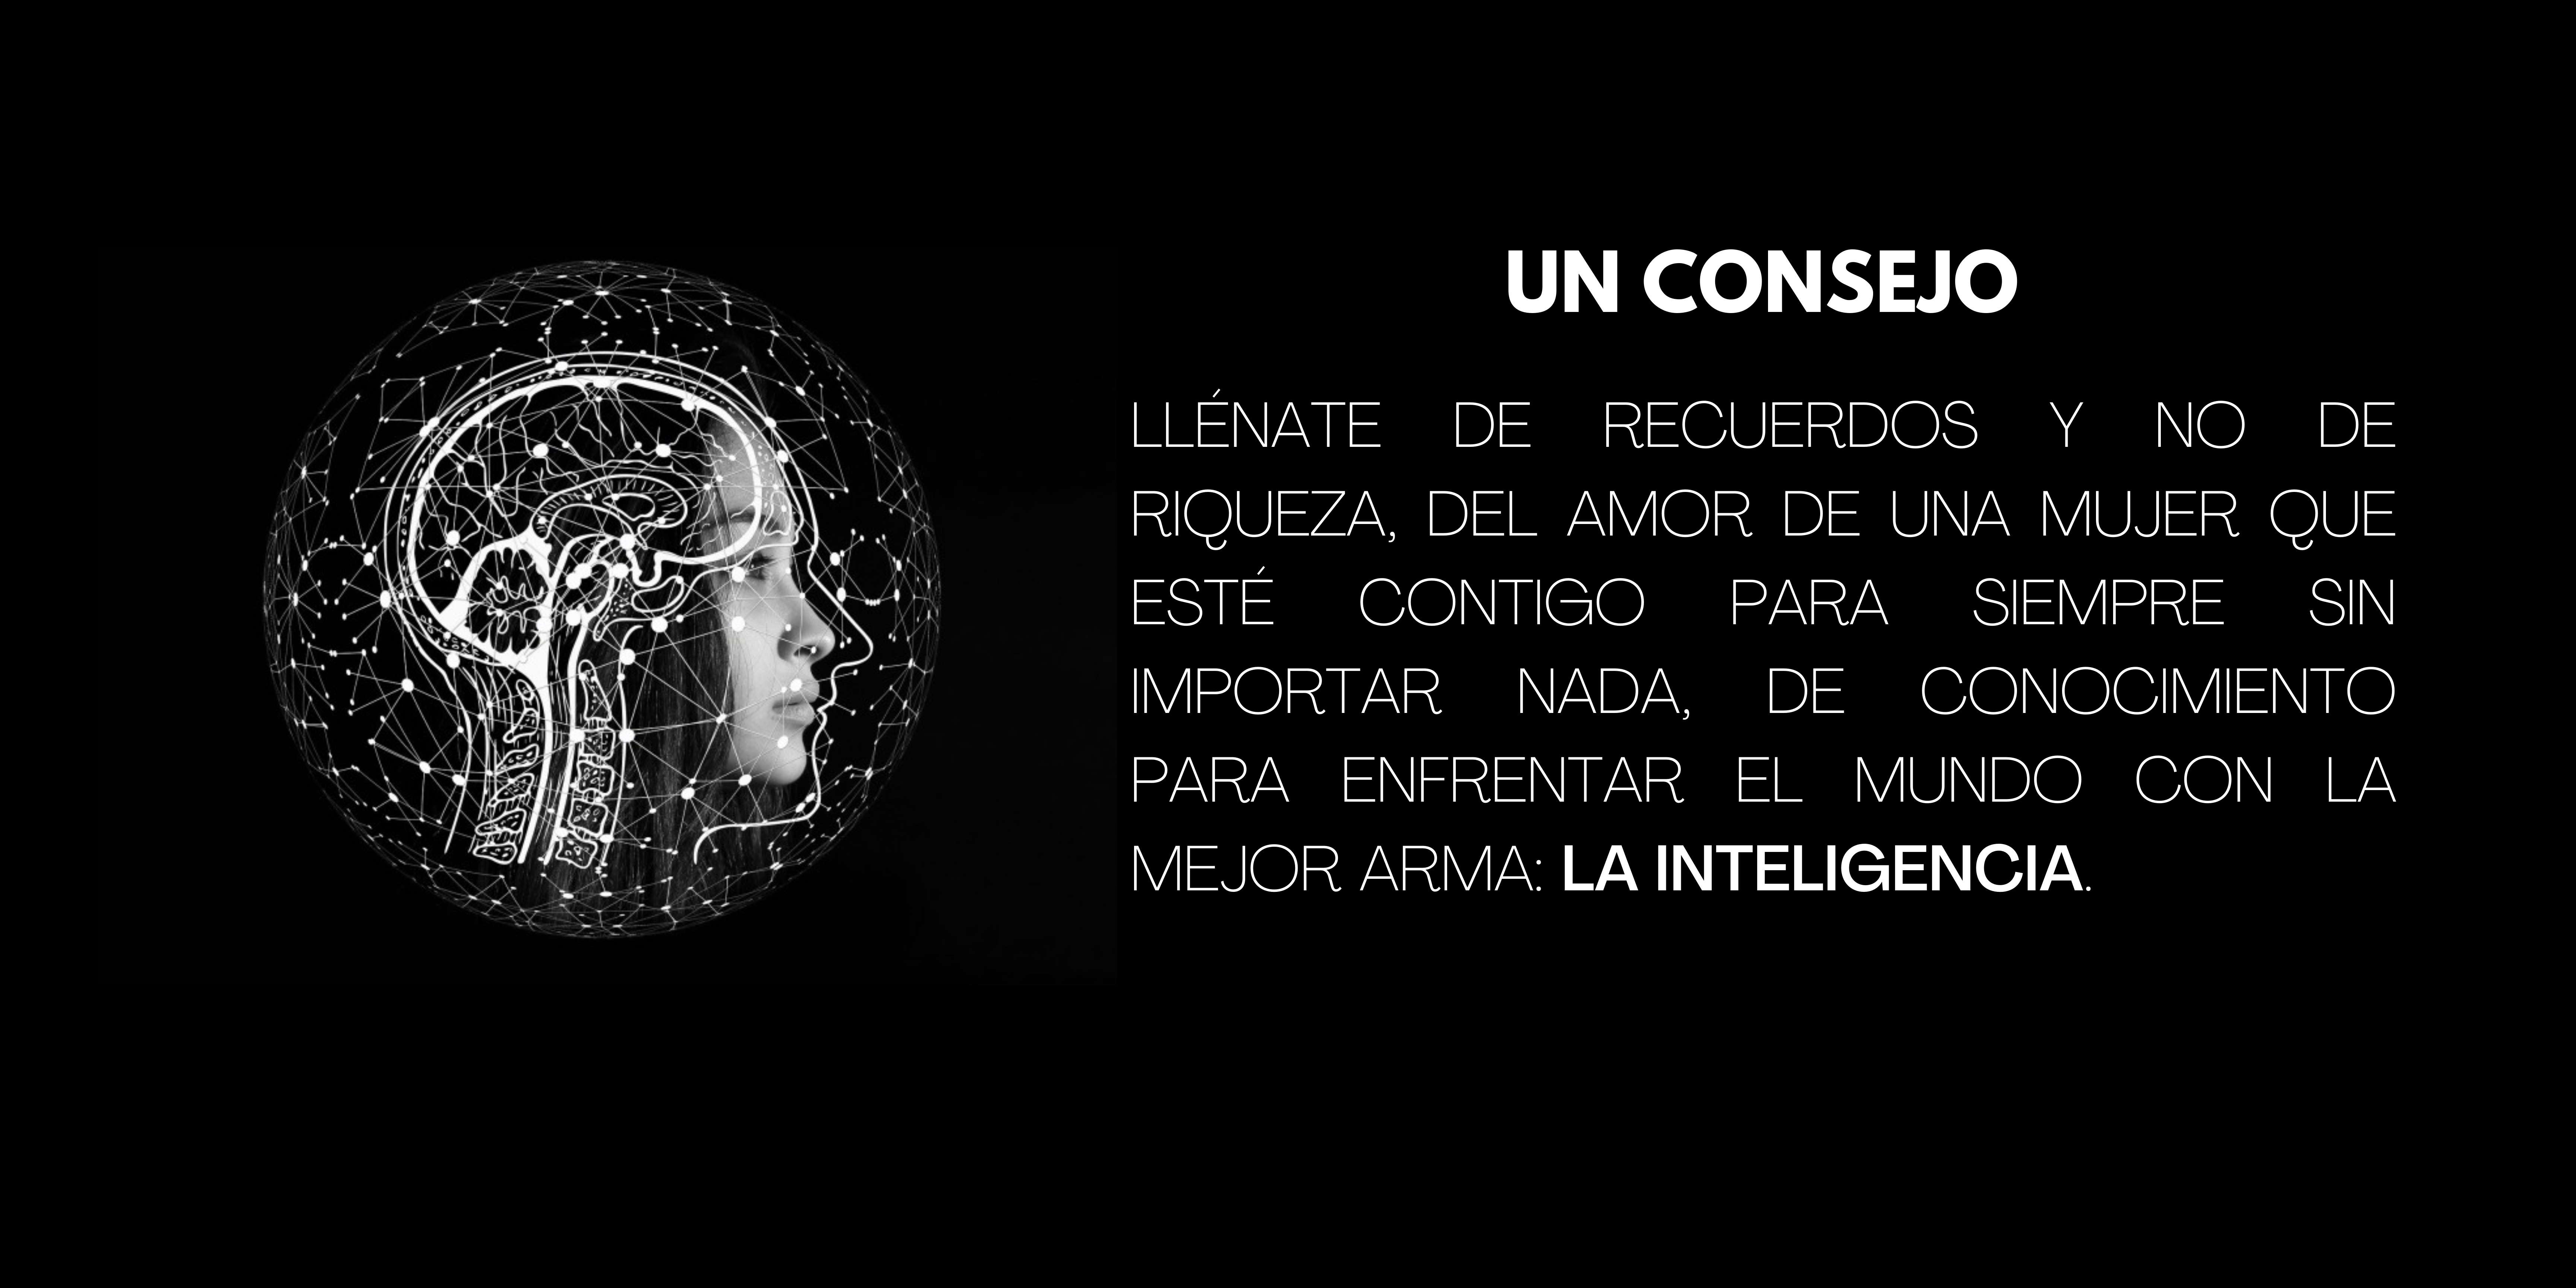 UN CONSEJO
LLÉNATE DE RECUERDOS Y NO DE
RIQUEZA, DEL AMOR DE UNA MUJER QUE
ESTÉ CONTIGO PARA SIEMPRE SIN
IMPORTAR NADA, DE CONOCIMIENTO
PARA ENFRENTAR EL MUNDO CON LA
MEJOR ARMA: LA INTELIGENCIA.